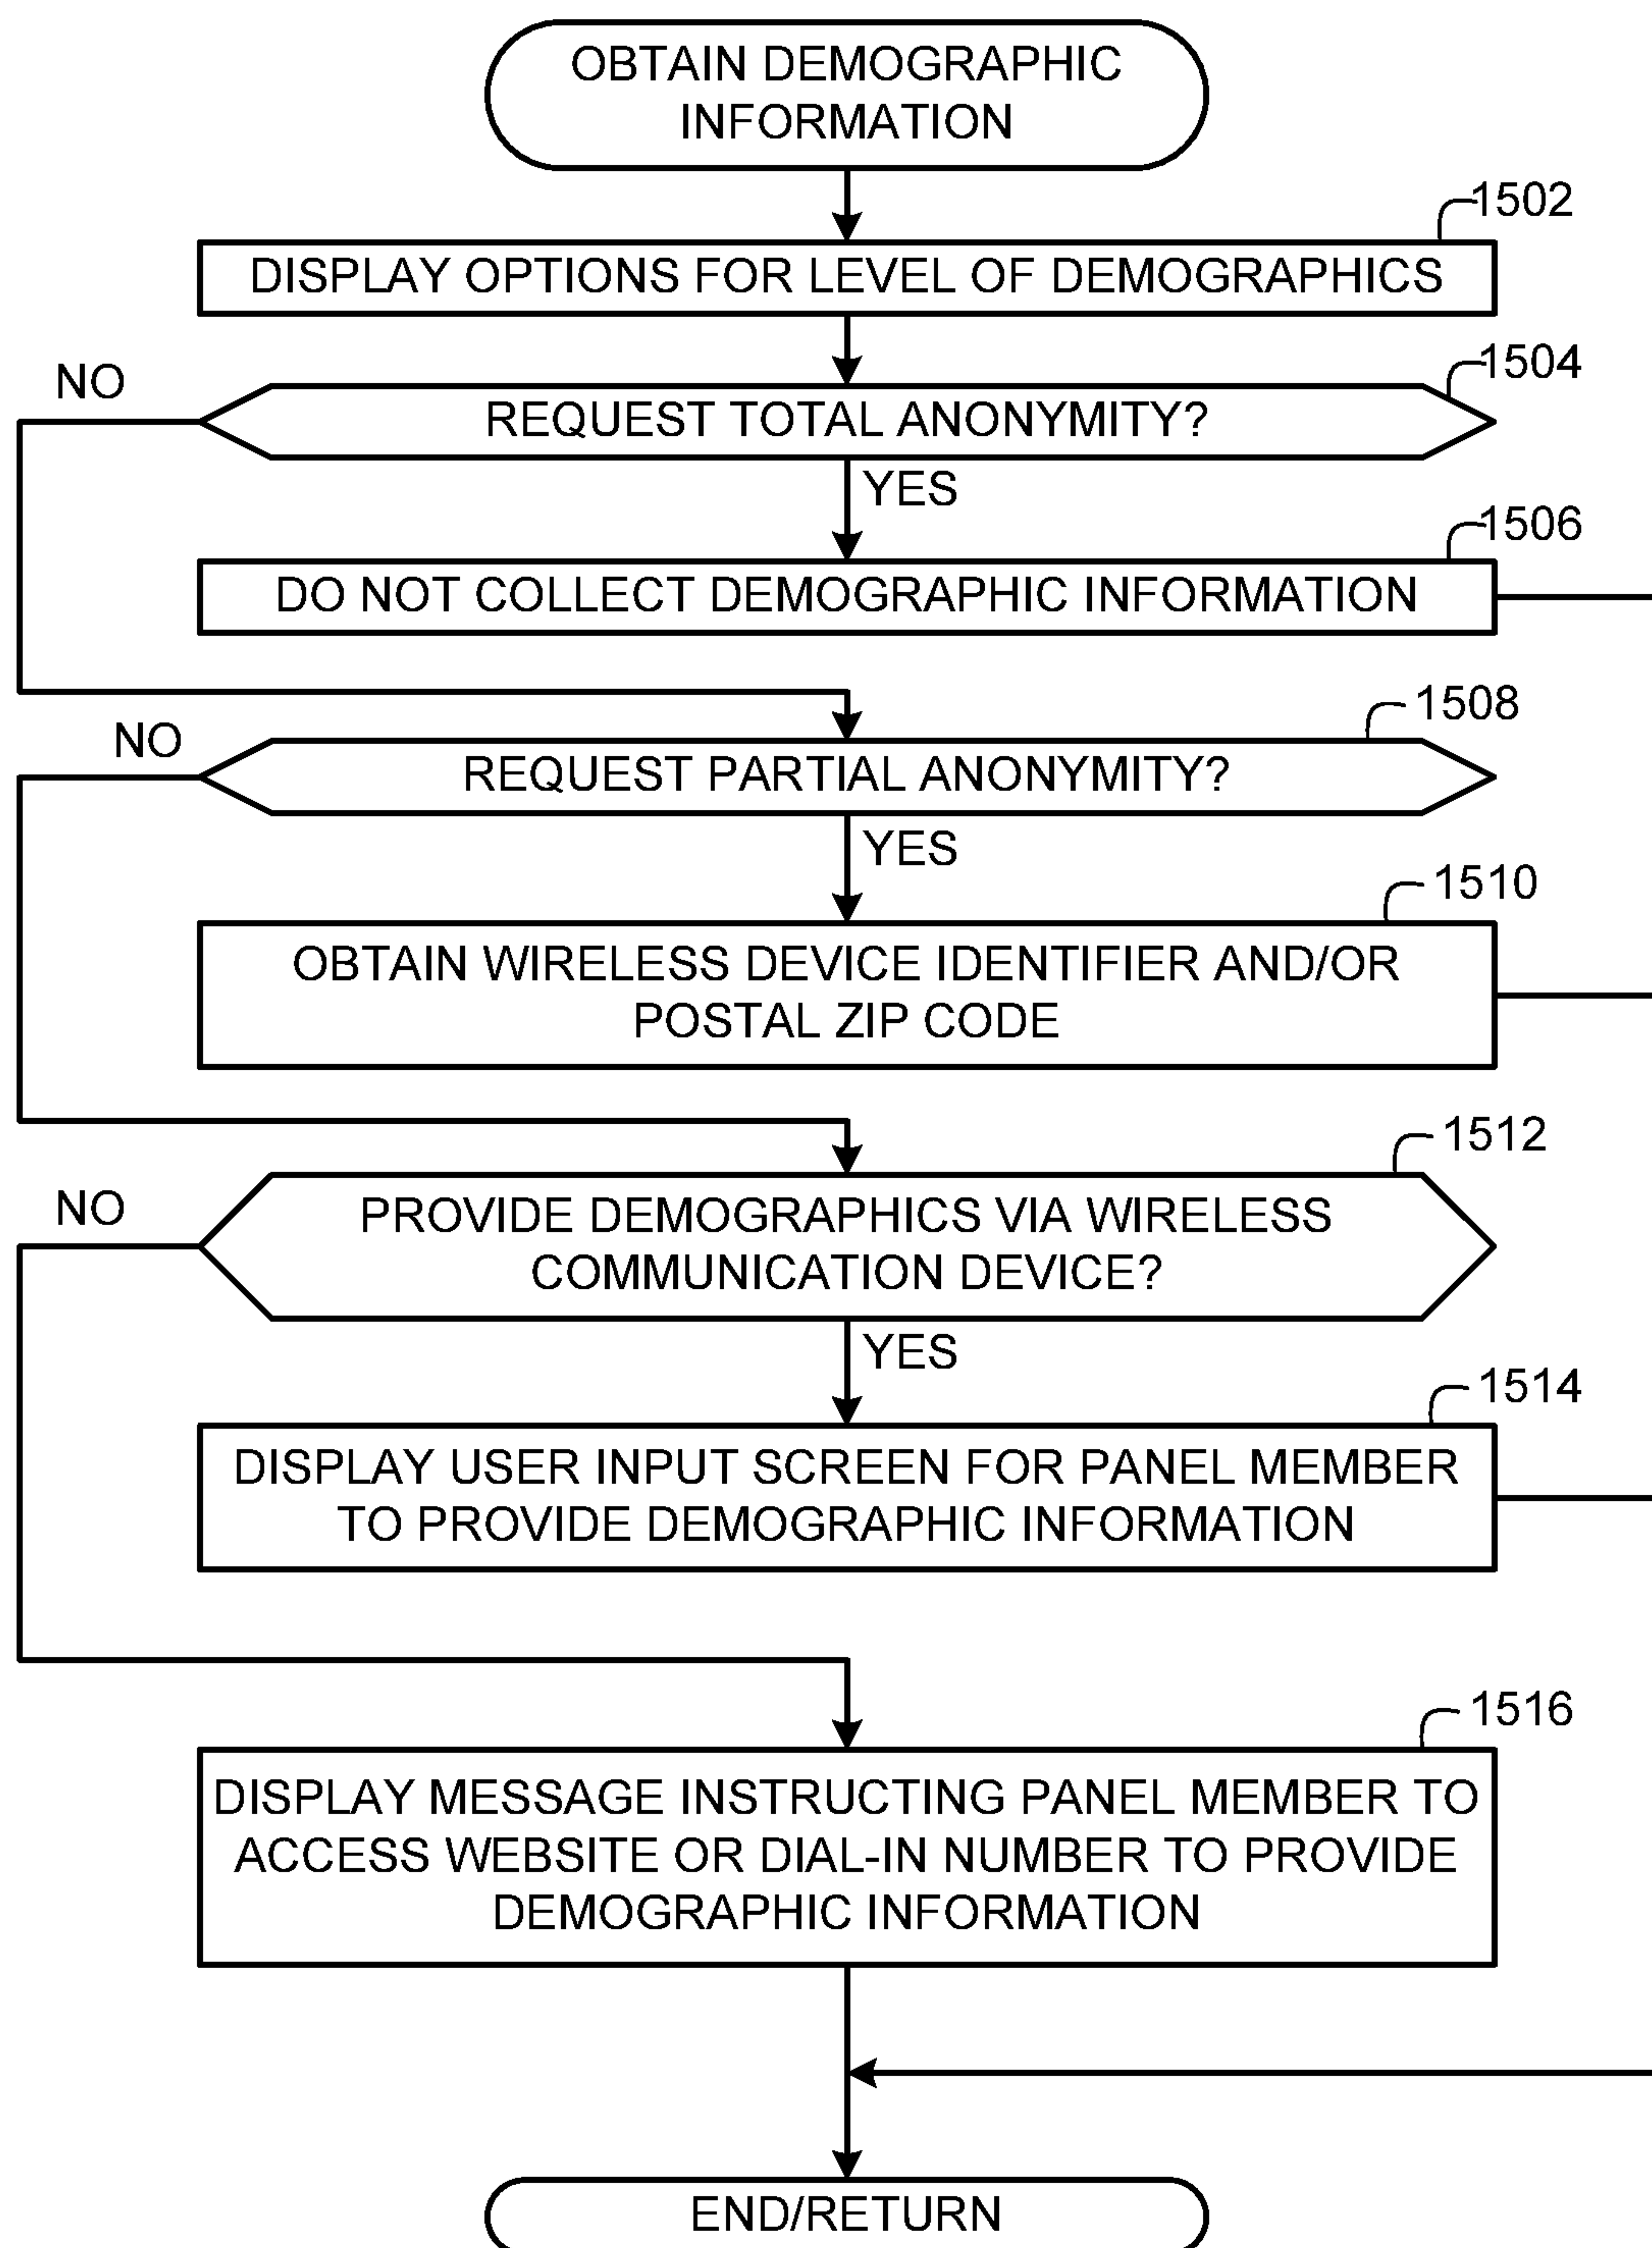 OBTAIN DEMOGRAPHIC
INFORMATION
1502
DISPLAY OPTIONS FOR LEVEL OF DEMOGRAPHICS
1504
NO
REQUEST TOTAL ANONYMITY?
YES
1506
DO NOT COLLECT DEMOGRAPHIC INFORMATION
1508
NO
REQUEST PARTIAL ANONYMITY?
YES
1510
OBTAIN WIRELESS DEVICE IDENTIFIER AND/OR
POSTAL ZIP CODE
1512
NO
PROVIDE DEMOGRAPHICS VIA WIRELESS
COMMUNICATION DEVICE?
YES
1514
DISPLAY USER INPUT SCREEN FOR PANEL MEMBER
TO PROVIDE DEMOGRAPHIC INFORMATION
1516
DISPLAY MESSAGE INSTRUCTING PANEL MEMBER TO
ACCESS WEBSITE OR DIAL-IN NUMBER TO PROVIDE
DEMOGRAPHIC INFORMATION
END/RETURN